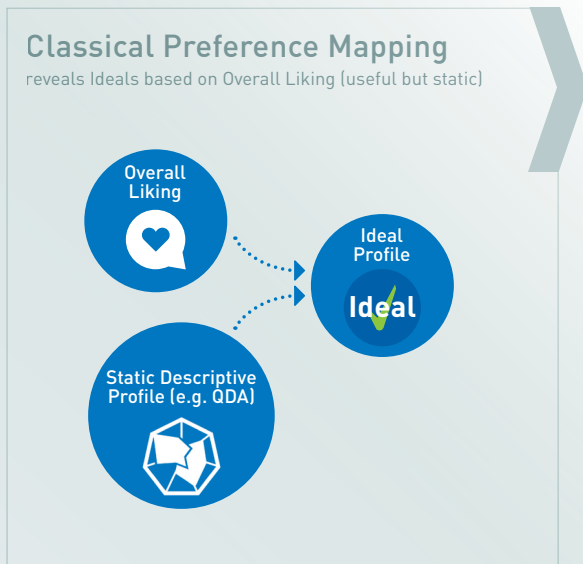 Classical Preference Mapping
reveals Ideals based on Overall Liking (useful but static)
Overall
Liking
Ideal
Profile
Ideal
Static Descriptive
Profile (e.g. QDA)